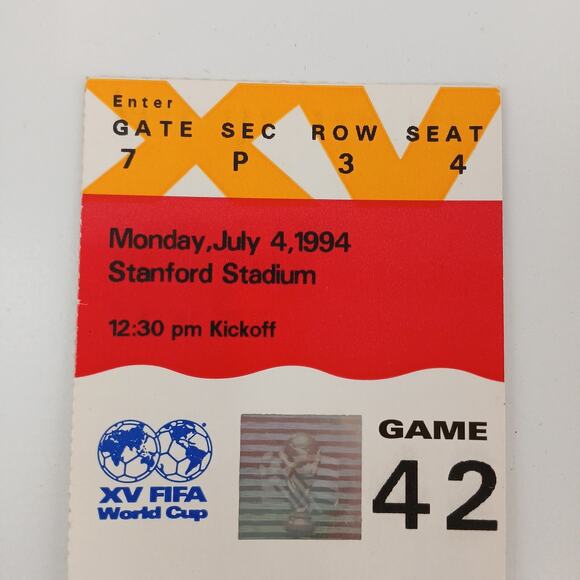 XV
Enter
GATE SEC ROW SEAT
7 P 3 4
Monday,July 4,1994
Stanford Stadium
12:30 pm Kickoff
XV FIFA
World Cup
GAME
42